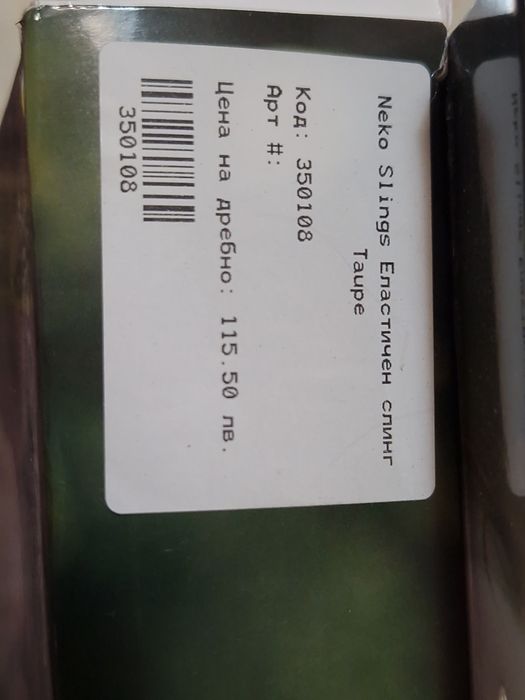 Neko Slings Еластичен слинг
Taupe
Код: 350108
Арт #:
Цена на дребно: 115.50 лв.
350108